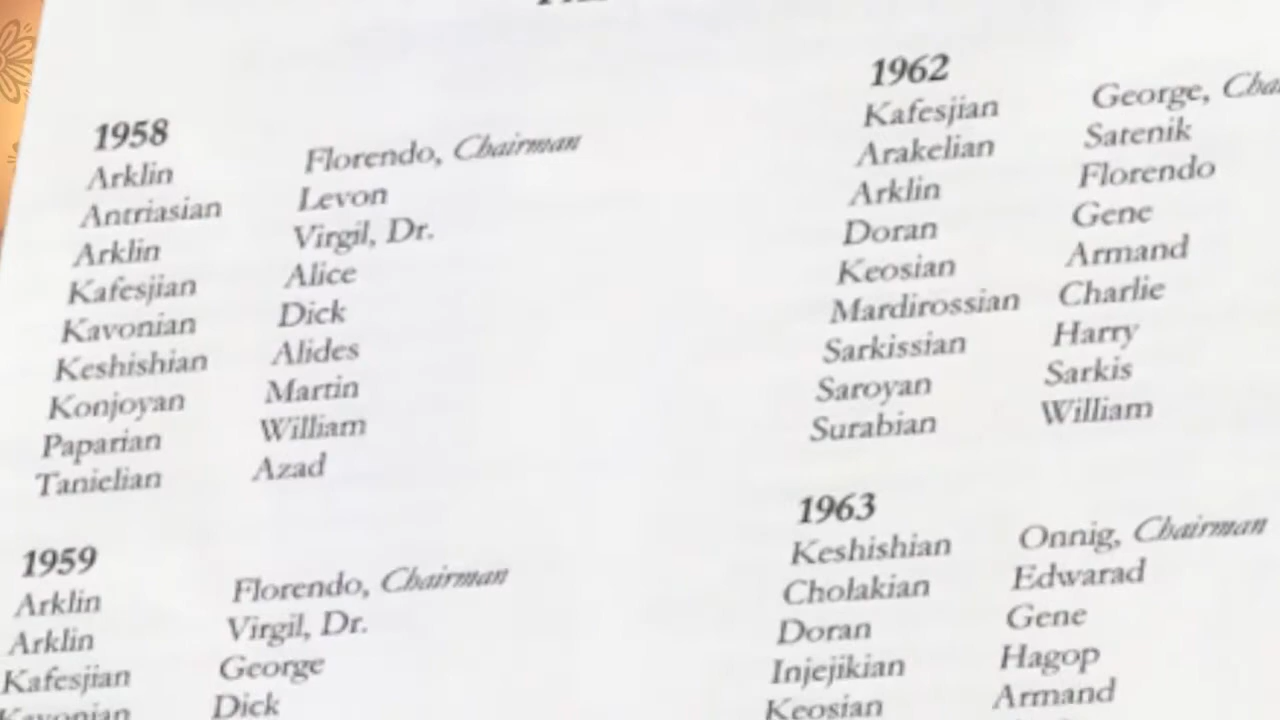 1958
Arklin Florendo, Chairman
Antriasian Levon
Arklin Virgil, Dr.
Kafesjian Alice
Kavonian Dick
Keshishian Alides
Konjoyan Martin
Paparian William
Tanielian Azad
1959
Arklin Florendo, Chairman
Arklin Virgil, Dr.
Kafesjian George
Kavonian Dick
1962
Kafesjian George,
Arakelian Satenik
Arklin Florendo
Doran Gene
Keosian Armand
Mardirossian Charlie
Sarkissian Harry
Saroyan Sarkis
Surabian William
1963
Keshishian Onnig, Chairman
Cholakian Edwarad
Doran Gene
Injejikian Hagop
Keosian Armand